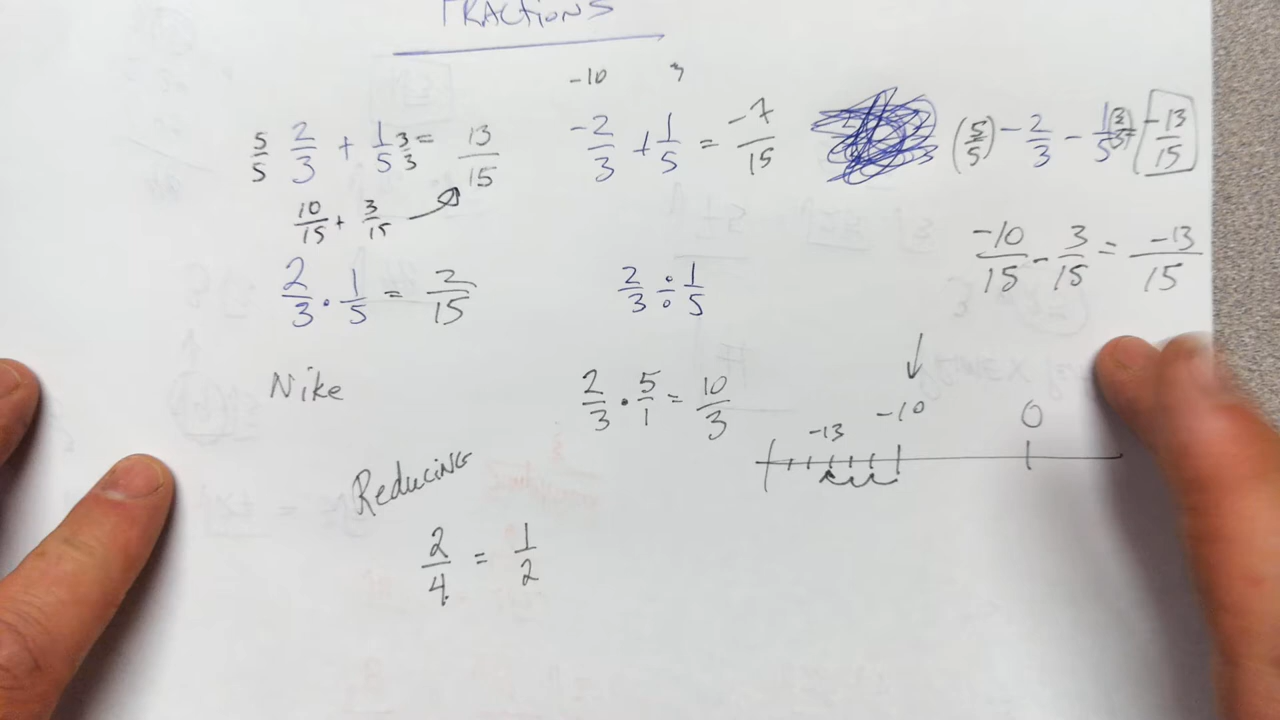 FRACTIONS
5/5 2/3 + 1/5 3/3 = 13/15
10/15 + 3/15
-10 3
-2/3 + 1/5 = -7/15
(5/5) - 2/3 - 1/5 (3/3) = -13/15
-10/15 - 3/15 = -13/15
2/3 · 1/5 = 2/15
2/3 ÷ 1/5
Nike
2/3 · 5/1 = 10/3
-13 -10 0
Reducing
2/4 = 1/2